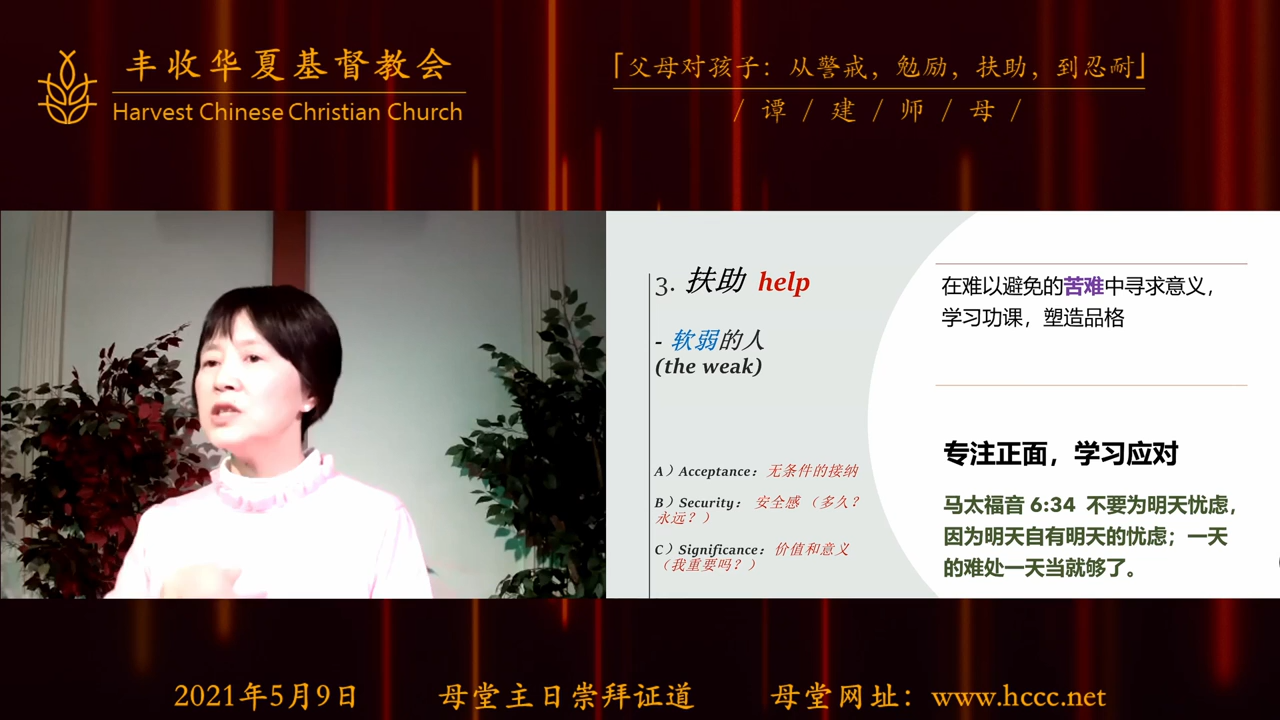 丰收华夏基督教会
Harvest Chinese Christian Church
「父母对孩子：从警戒，勉励，扶助，到忍耐」
/ 谭 / 建 / 师 / 母 /
3. 扶助 help
- 软弱的人
(the weak)
A）Acceptance：无条件的接纳
B）Security： 安全感 （多久？
永远？）
C）Significance：价值和意义
（我重要吗？）
在难以避免的苦难中寻求意义，
学习功课，塑造品格
专注正面，学习应对
马太福音 6:34 不要为明天忧虑，
因为明天自有明天的忧虑；一天
的难处一天当就够了。
2021年5月9日 母堂主日崇拜证道 母堂网址：www.hccc.net